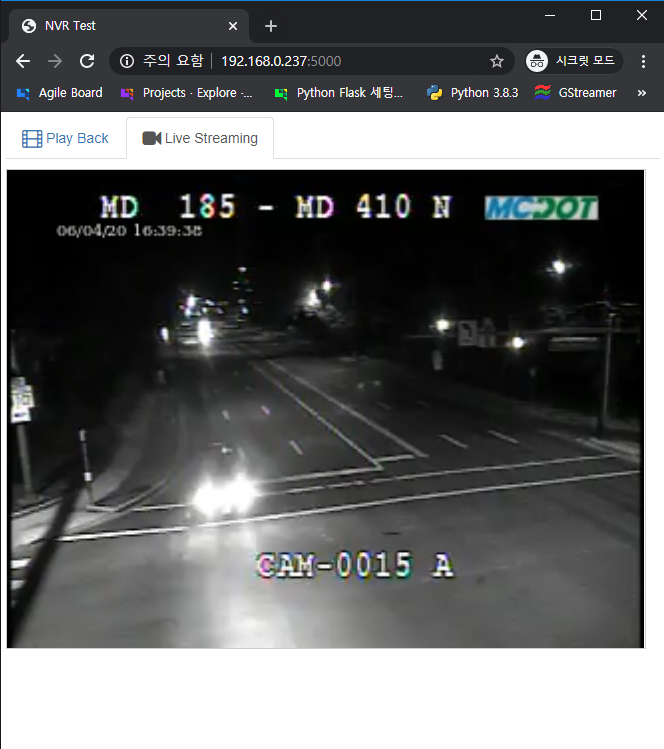 NVR Test
주의 요함 192.168.0.237:5000 시크릿 모드
Agile Board Projects · Explore ·... Python Flask 세팅... Python 3.8.3 GStreamer »
Play Back Live Streaming
MD 185 - MD 410 N MCDOT
06/04/20 16:39:38
CAM-0015 A